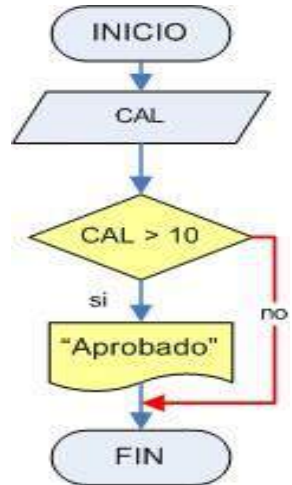 INICIO
CAL
CAL > 10
si
no
“Aprobado"
FIN